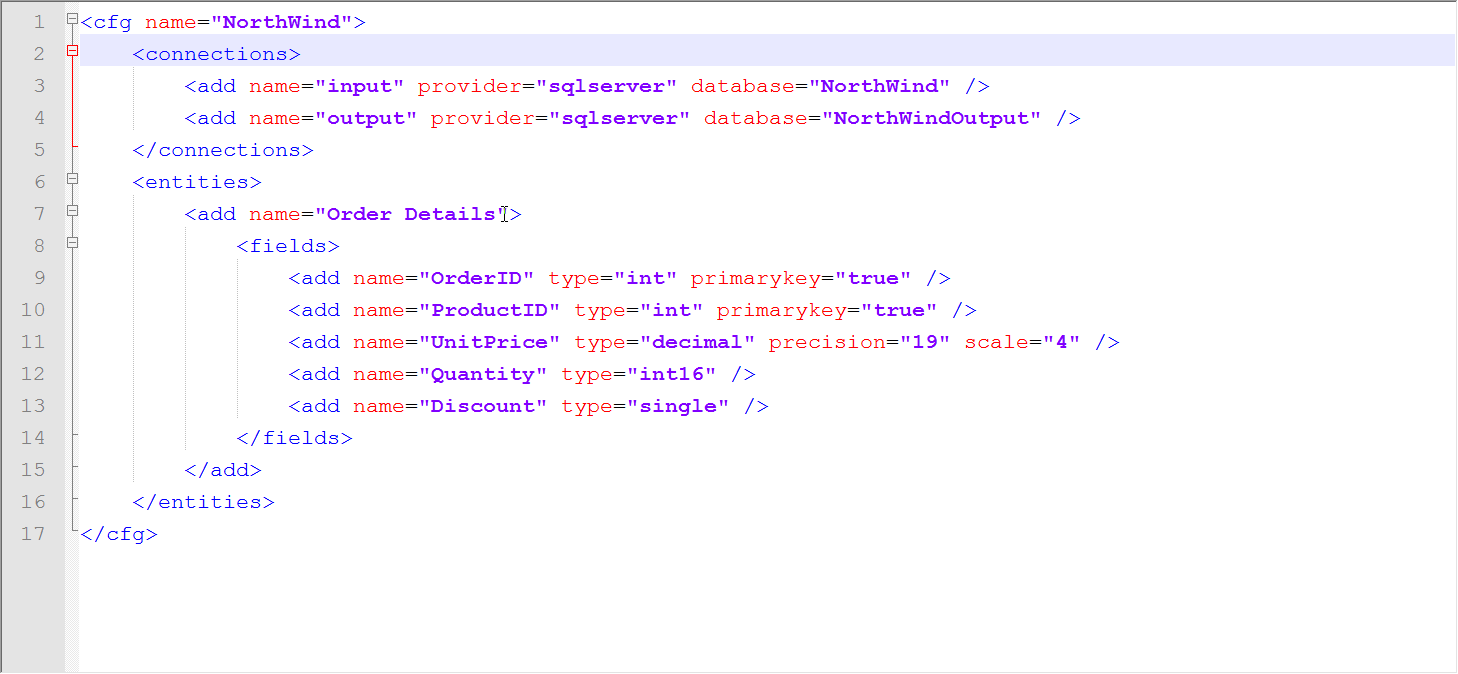 1 <cfg name="NorthWind">
2     <connections>
3         <add name="input" provider="sqlserver" database="NorthWind" />
4         <add name="output" provider="sqlserver" database="NorthWindOutput" />
5     </connections>
6     <entities>
7         <add name="Order Details">
8             <fields>
9                 <add name="OrderID" type="int" primarykey="true" />
10                 <add name="ProductID" type="int" primarykey="true" />
11                 <add name="UnitPrice" type="decimal" precision="19" scale="4" />
12                 <add name="Quantity" type="int16" />
13                 <add name="Discount" type="single" />
14             </fields>
15         </add>
16     </entities>
17 </cfg>